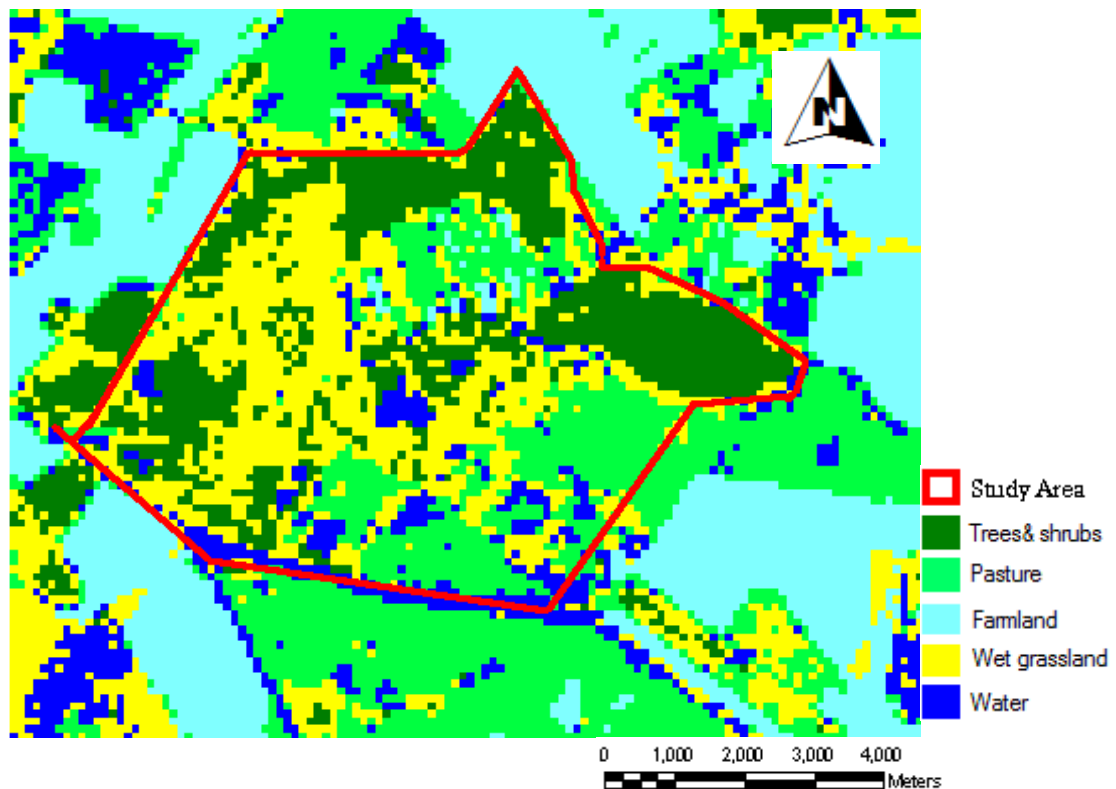 N
Study Area
Trees& shrubs
Pasture
Farmland
Wet grassland
Water
0 1,000 2,000 3,000 4,000
Meters